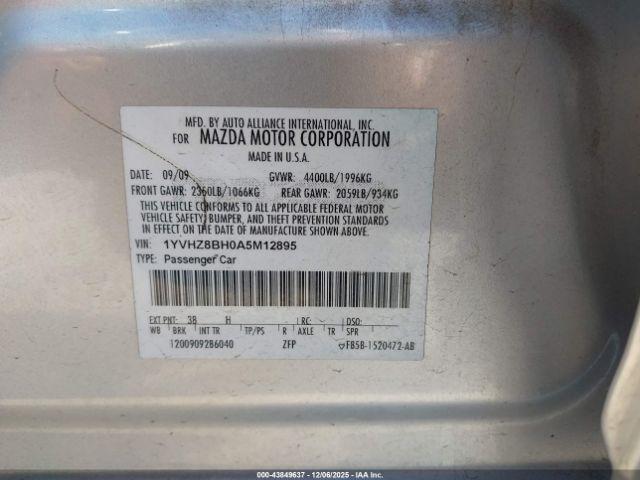 MFD. BY AUTO ALLIANCE INTERNATIONAL, INC.
FOR MAZDA MOTOR CORPORATION
MADE IN U.S.A.
DATE: 09/09 GVWR: 4400LB/1996KG
FRONT GAWR: 2350LB/1066KG REAR GAWR: 2059LB/934KG
THIS VEHICLE CONFORMS TO ALL APPLICABLE FEDERAL MOTOR
VEHICLE SAFETY, BUMPER, AND THEFT PREVENTION STANDARDS
IN EFFECT ON THE DATE OF MANUFACTURE SHOWN ABOVE.
VIN: 1YVHZ8BH0A5M12895
TYPE: Passenger Car
EXT PNT: 38 H RC: DSO:
WB BRK INT TR TP/PS R AXLE TR SPR
1200909286040 ZFP FB5B-1520472-AB
00-43849637 - 12/06/2025 - IAA Inc.